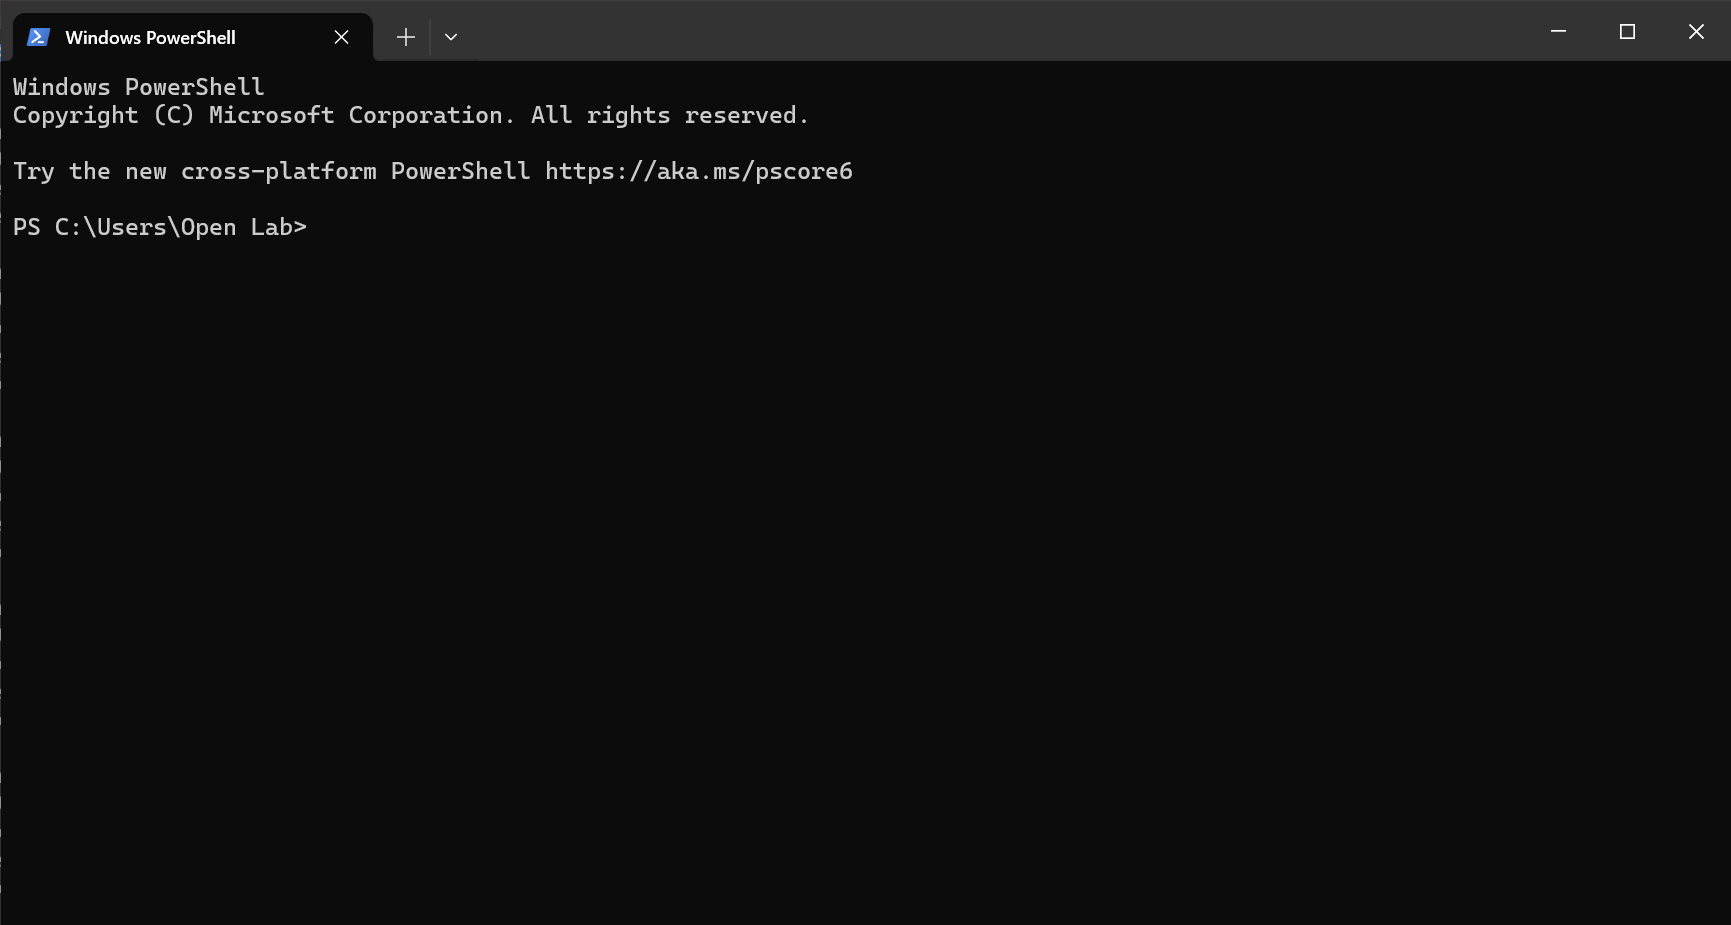 Windows PowerShell
Windows PowerShell
Copyright (C) Microsoft Corporation. All rights reserved.
Try the new cross-platform PowerShell https://aka.ms/pscore6
PS C:\Users\Open Lab>